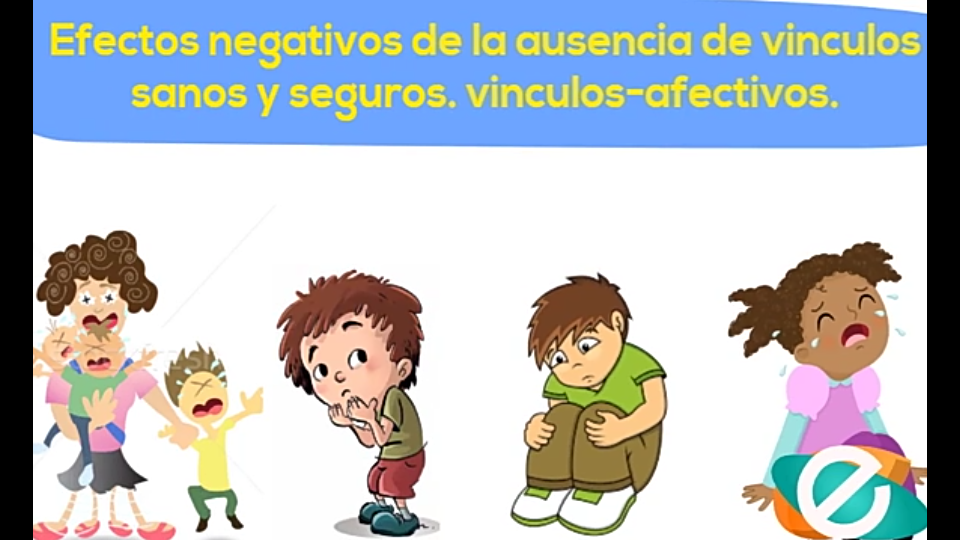 Efectos negativos de la ausencia de vinculos
sanos y seguros. vinculos-afectivos.
e